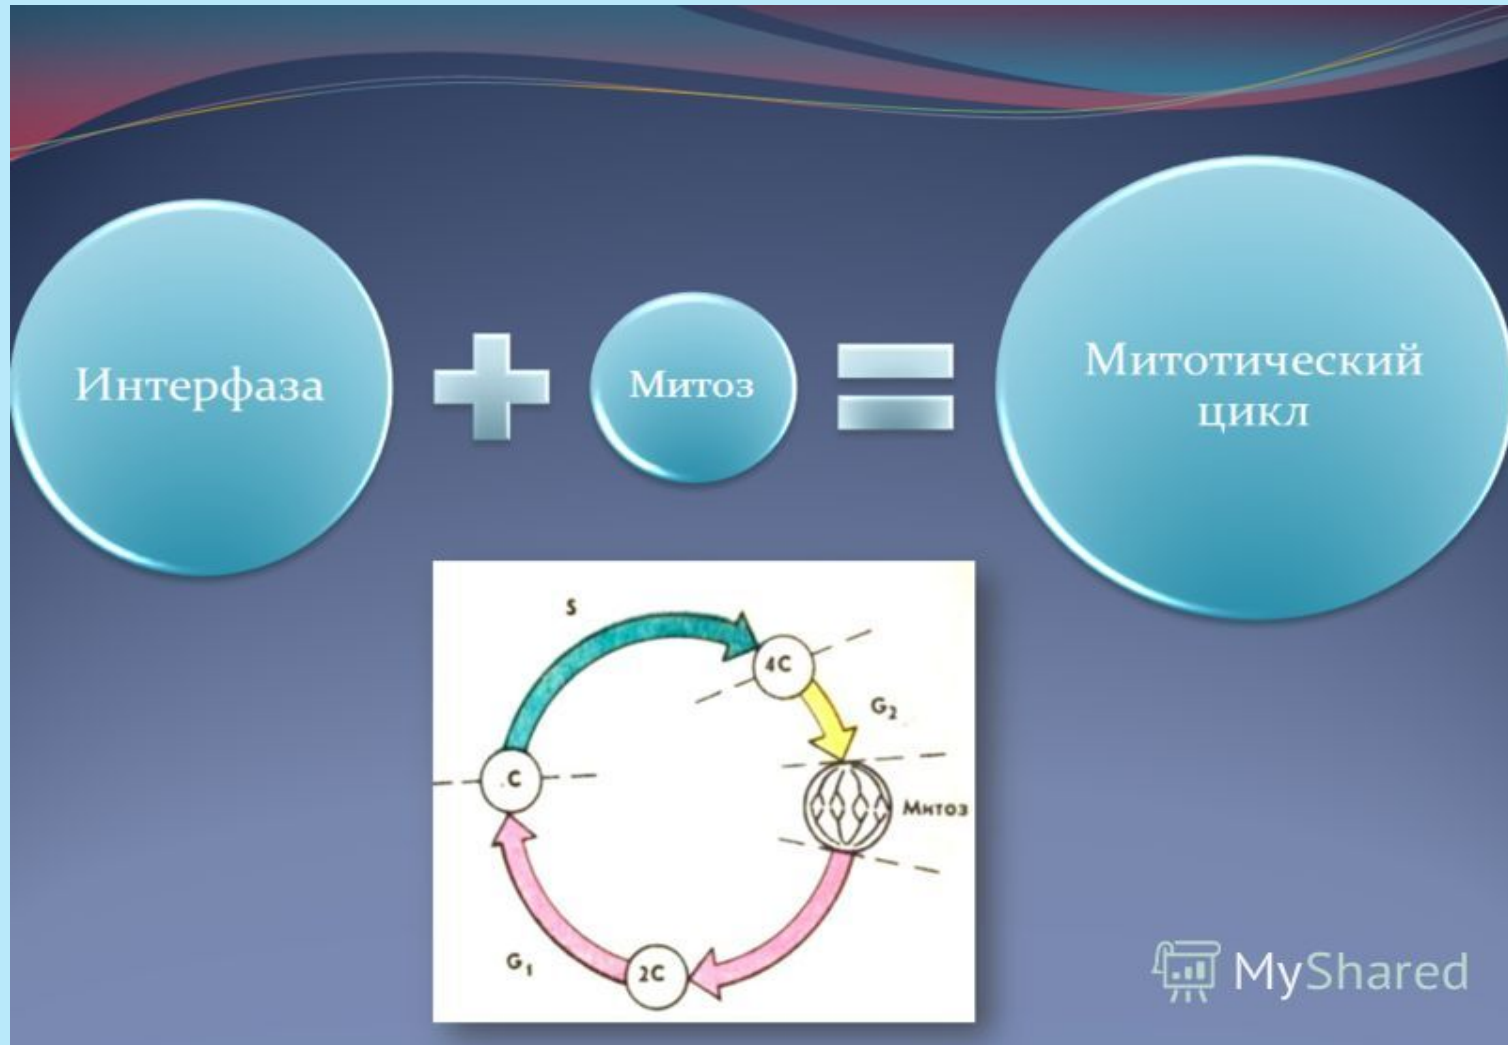 Интерфаза
Митоз
Митотический
цикл
S
4C
G₂
.C
Митоз
G₁
2C
MyShared